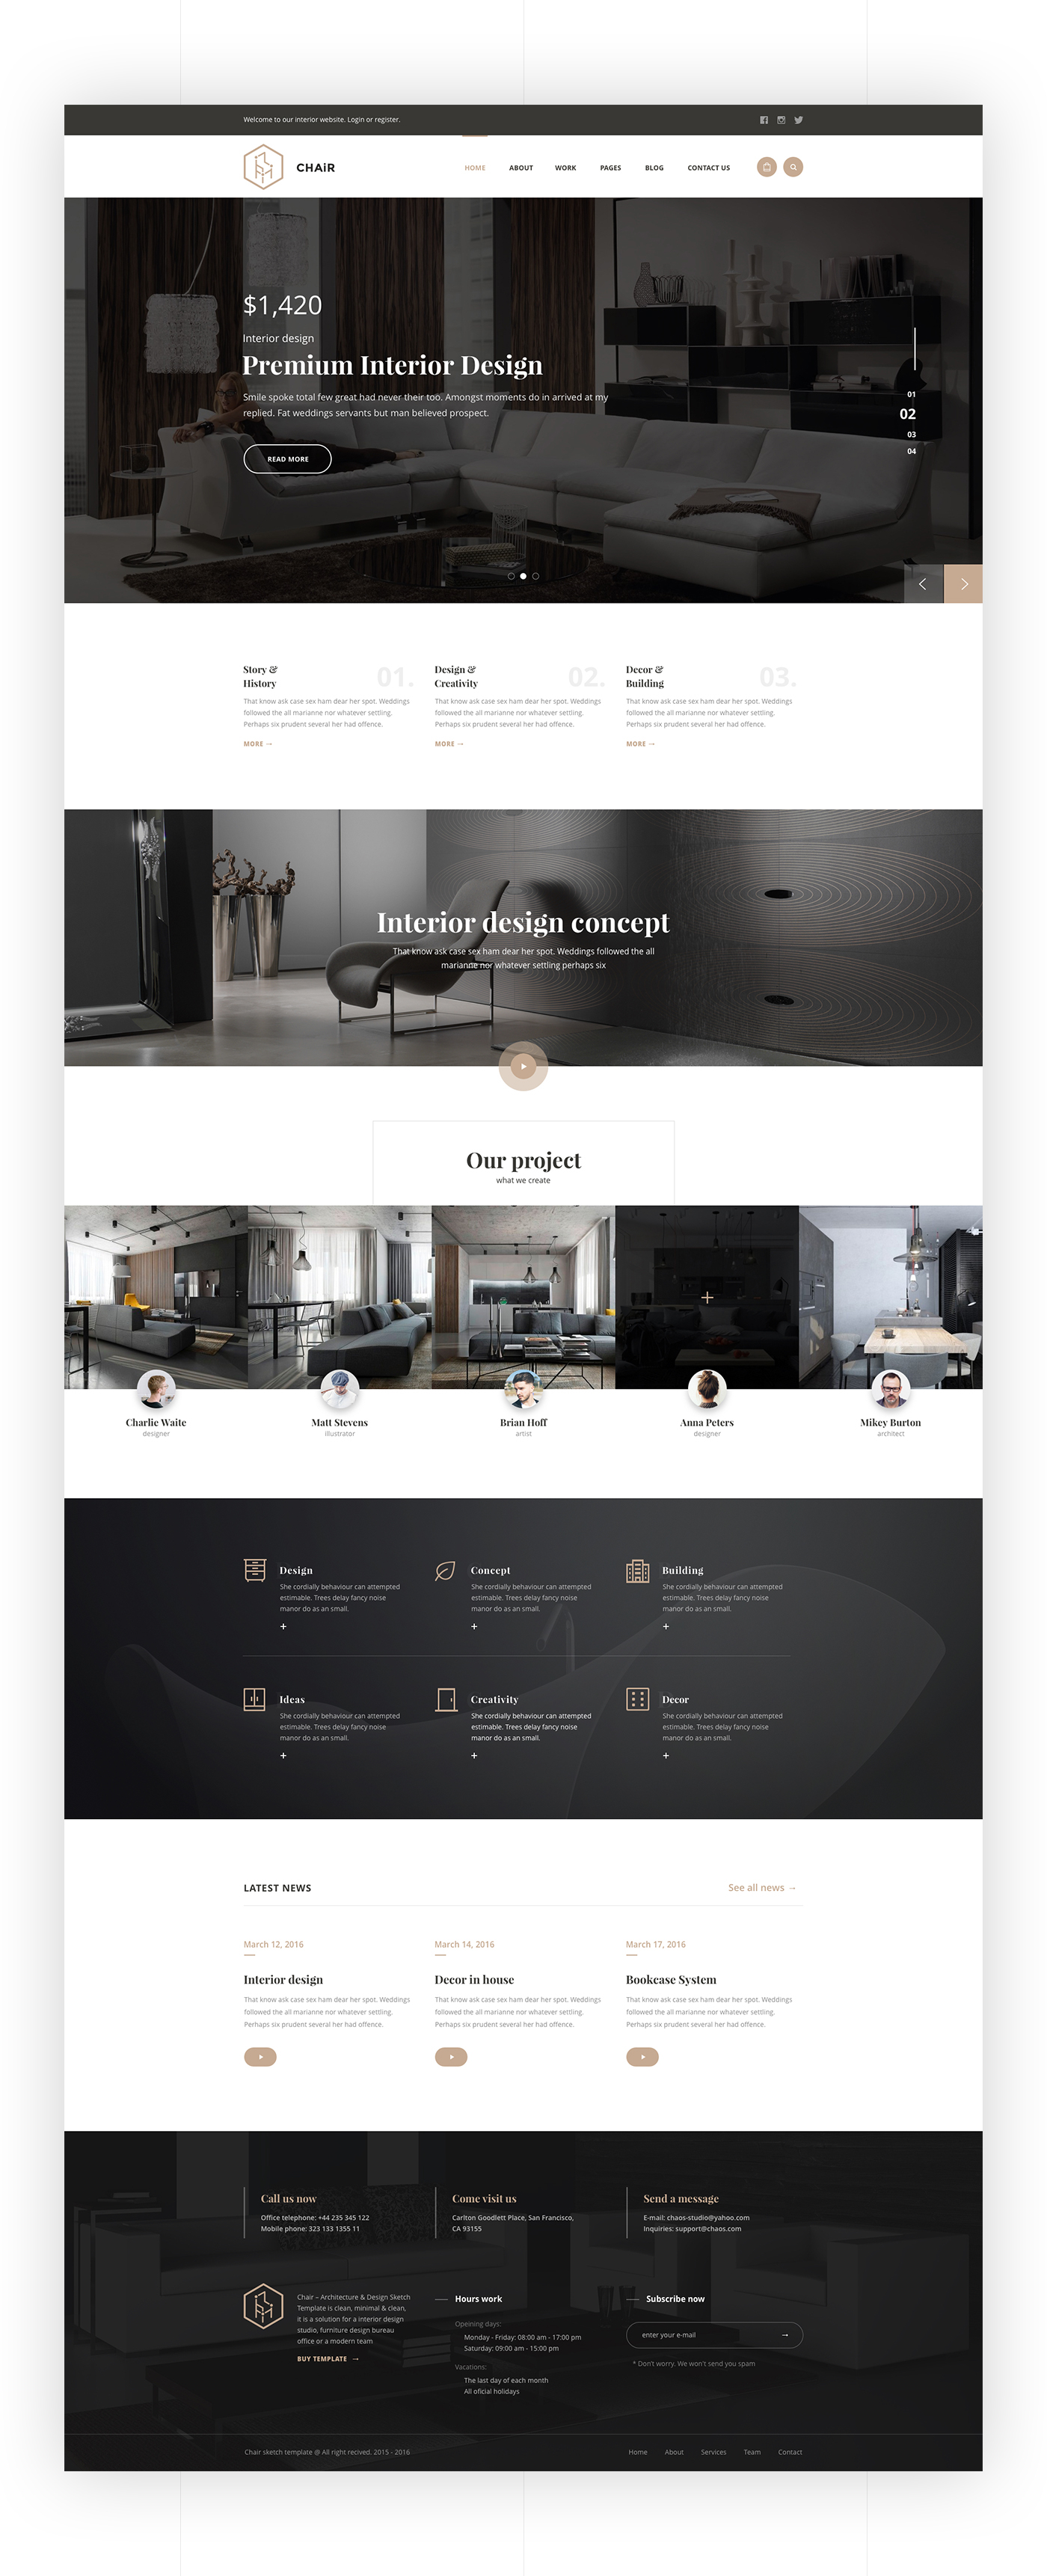 Welcome to our interior website. Login or register.
CHAiR
HOME ABOUT WORK PAGES BLOG CONTACT US
$1,420
Interior design
Premium Interior Design
Smile spoke total few great had never their too. Amongst moments do in arrived at my
replied. Fat weddings servants but man believed prospect.
READ MORE
01
02
03
04
Story &
History
01.
That know ask case sex ham dear her spot. Weddings
followed the all marianne nor whatever settling.
Perhaps six prudent several her had offence.
MORE →
Design &
Creativity
02.
That know ask case sex ham dear her spot. Weddings
followed the all marianne nor whatever settling.
Perhaps six prudent several her had offence.
MORE →
Decor &
Building
03.
That know ask case sex ham dear her spot. Weddings
followed the all marianne nor whatever settling.
Perhaps six prudent several her had offence.
MORE →
Interior design concept
That know ask case sex ham dear her spot. Weddings followed the all
marianne nor whatever settling perhaps six
Our project
what we create
Charlie Waite
designer
Matt Stevens
illustrator
Brian Hoff
artist
Anna Peters
designer
Mikey Burton
architect
Design
She cordially behaviour can attempted
estimable. Trees delay fancy noise
manor do as an small.
+
Concept
She cordially behaviour can attempted
estimable. Trees delay fancy noise
manor do as an small.
+
Building
She cordially behaviour can attempted
estimable. Trees delay fancy noise
manor do as an small.
+
Ideas
She cordially behaviour can attempted
estimable. Trees delay fancy noise
manor do as an small.
+
Creativity
She cordially behaviour can attempted
estimable. Trees delay fancy noise
manor do as an small.
+
Decor
She cordially behaviour can attempted
estimable. Trees delay fancy noise
manor do as an small.
+
LATEST NEWS
See all news →
March 12, 2016
Interior design
That know ask case sex ham dear her spot. Weddings
followed the all marianne nor whatever settling.
Perhaps six prudent several her had offence.
March 14, 2016
Decor in house
That know ask case sex ham dear her spot. Weddings
followed the all marianne nor whatever settling.
Perhaps six prudent several her had offence.
March 17, 2016
Bookcase System
That know ask case sex ham dear her spot. Weddings
followed the all marianne nor whatever settling.
Perhaps six prudent several her had offence.
Call us now
Office telephone: +44 235 345 122
Mobile phone: 323 133 1355 11
Come visit us
Carlton Goodlett Place, San Francisco,
CA 93155
Send a message
E-mail: chaos-studio@yahoo.com
Inquiries: support@chaos.com
Chair – Architecture & Design Sketch
Template is clean, minimal & clean,
it is a solution for a interior design
studio, furniture design bureau
office or a modern team
BUY TEMPLATE →
Hours work
Opeining days:
Monday - Friday: 08:00 am - 17:00 pm
Saturday: 09:00 am - 15:00 pm
Vacations:
The last day of each month
All oficial holidays
Subscribe now
enter your e-mail →
* Don't worry. We won't send you spam
Chair sketch template @ All right recived. 2015 - 2016
Home About Services Team Contact